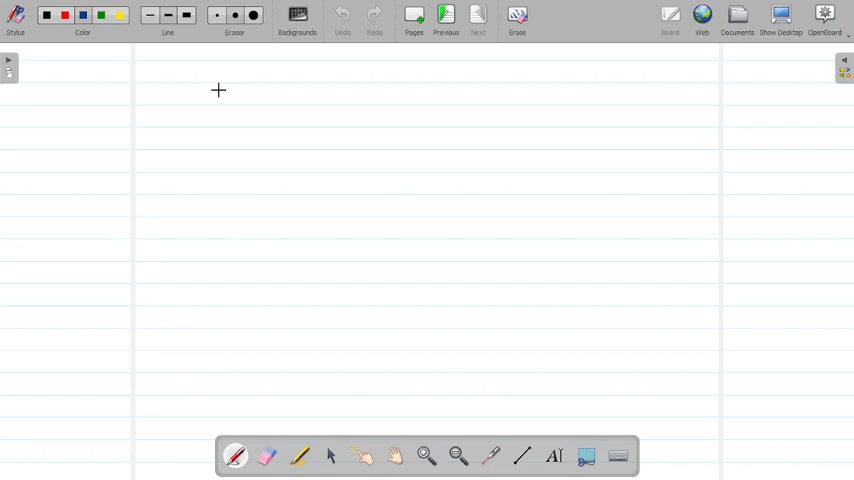 Stylus Color Line Eraser Backgrounds Undo Redo Pages Previous Next Erase Board Web Documents Show Desktop OpenBoard